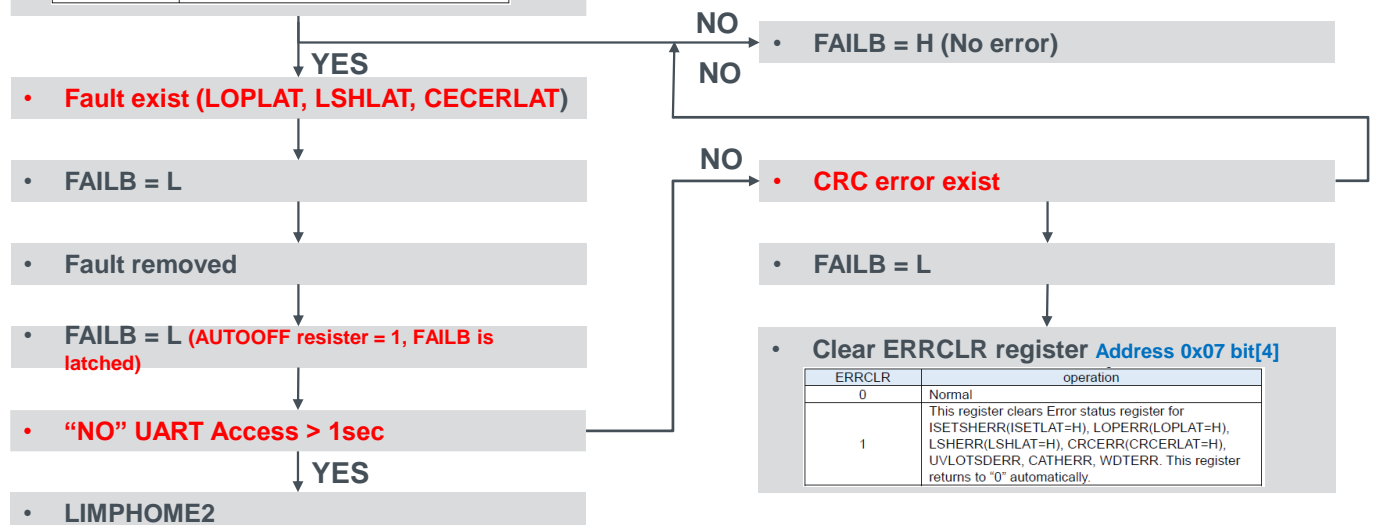 NO
• FAILB = H (No error)
YES
NO
• Fault exist (LOPLAT, LSHLAT, CECERLAT)
• FAILB = L
NO
• CRC error exist
• Fault removed
• FAILB = L
• FAILB = L (AUTOOFF resister = 1, FAILB is
latched)
• Clear ERRCLR register Address 0x07 bit[4]
ERRCLR operation
0 Normal
1 This register clears Error status register for
ISETSHERR(ISETLAT=H), LOPERR(LOPLAT=H),
LSHERR(LSHLAT=H), CRCERR(CRCERLAT=H),
UVLOTSDERR, CATHERR, WDTERR. This register
returns to “0” automatically.
• “NO” UART Access > 1sec
YES
• LIMPHOME2